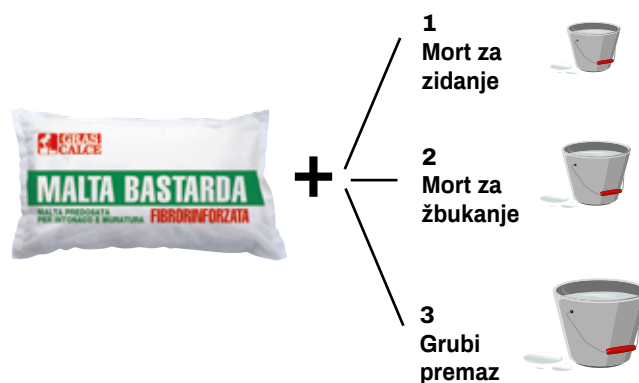 GRAS
CALCE
MALTA BASTARDA
MALTA PREDOSATA
PER INTONACO E MURATURA FIBRORINFORZATA
+
1
Mort za
zidanje
2
Mort za
žbukanje
3
Grubi
premaz